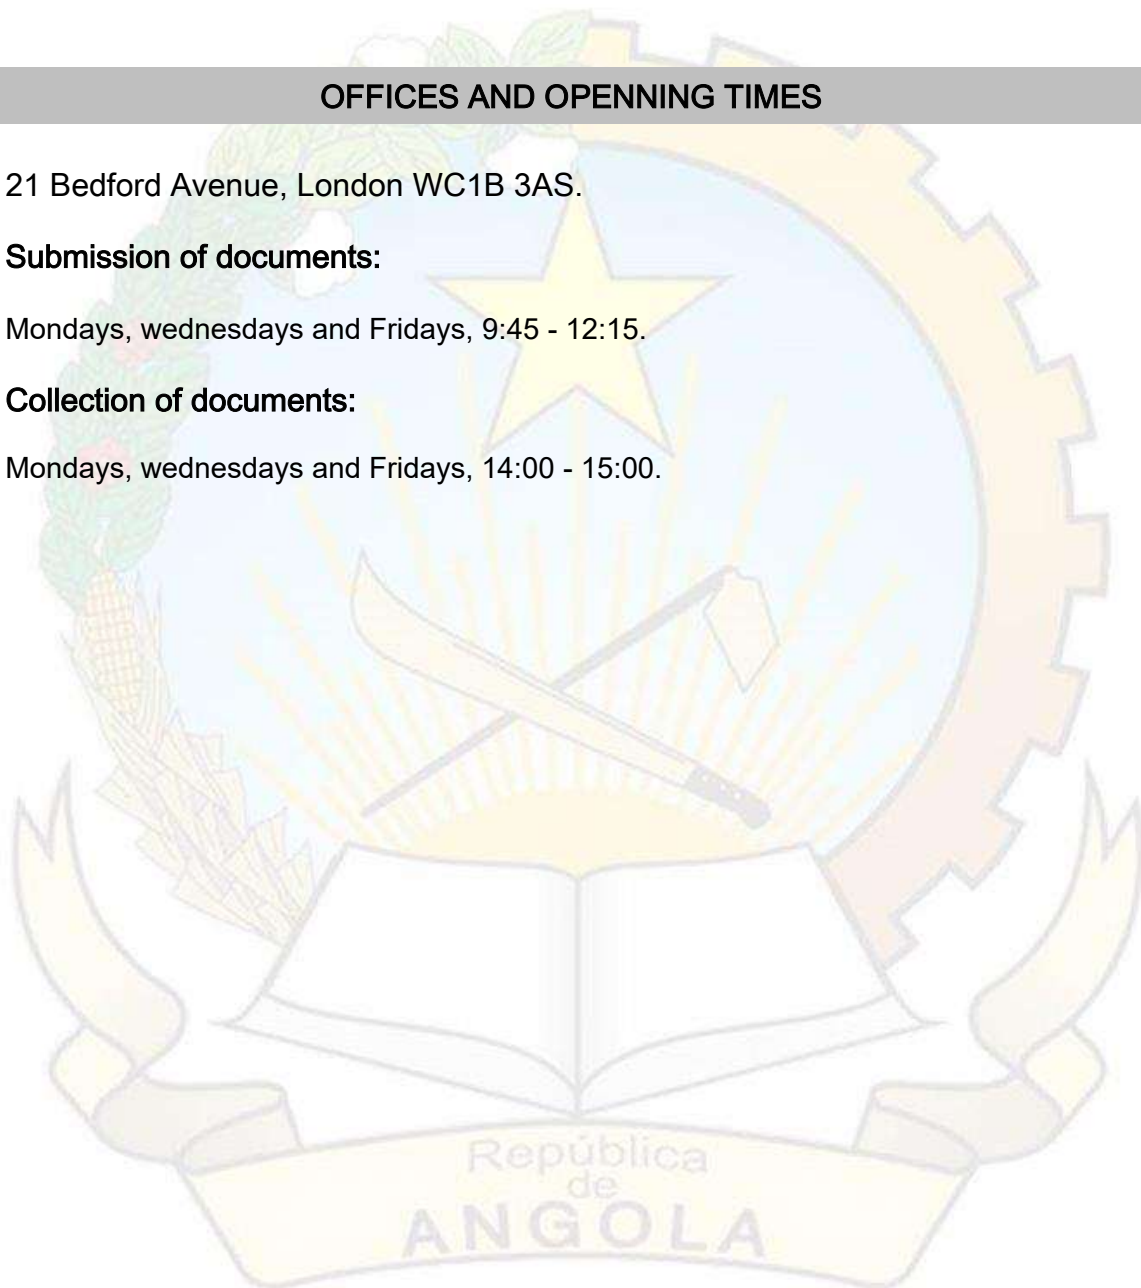 OFFICES AND OPENNING TIMES
21 Bedford Avenue, London WC1B 3AS.
Submission of documents:
Mondays, wednesdays and Fridays, 9:45 - 12:15.
Collection of documents:
Mondays, wednesdays and Fridays, 14:00 - 15:00.
República
de
ANGOLA